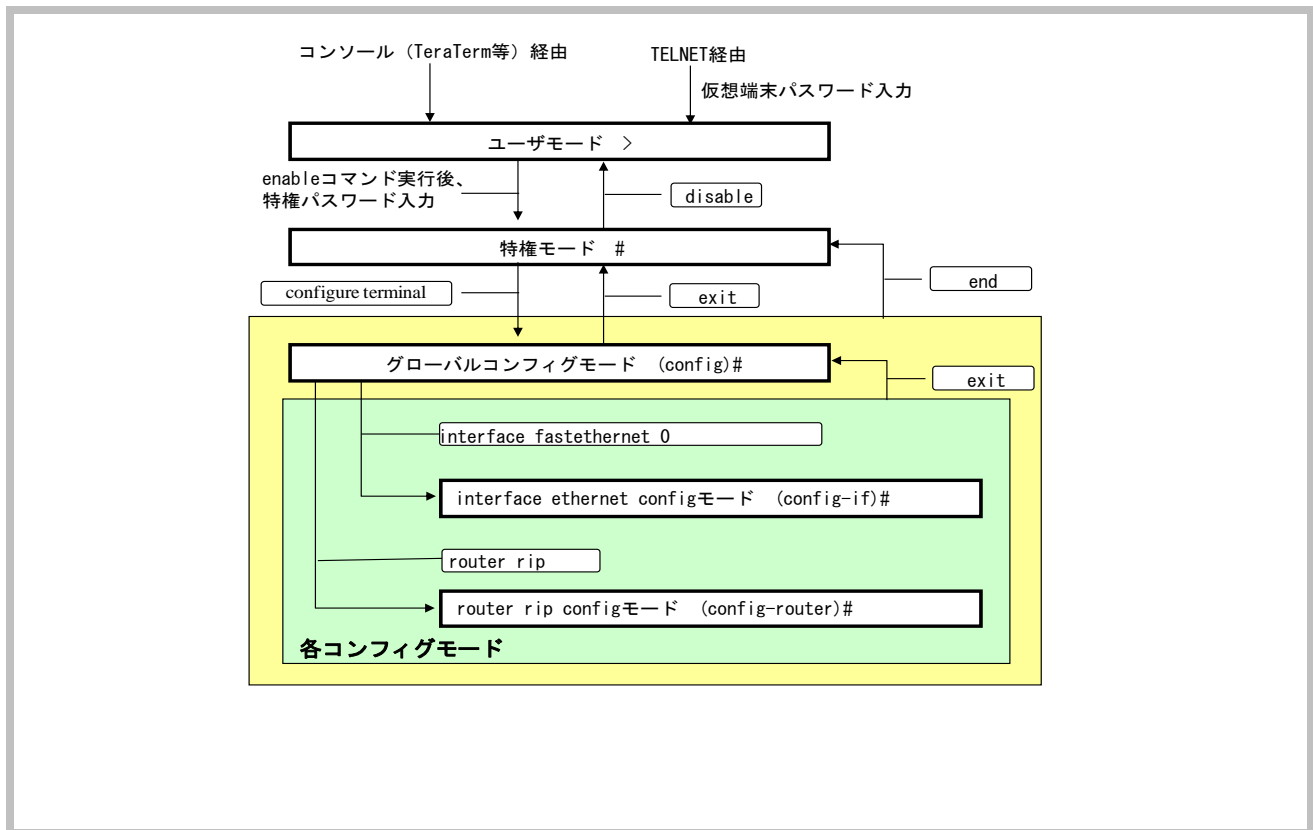 コンソール（TeraTerm等）経由
TELNET経由
仮想端末パスワード入力
ユーザモード　>
enableコマンド実行後、
特権パスワード入力
disable
特権モード　#
configure terminal
exit
end
グローバルコンフィグモード　(config)#
exit
interface fastethernet 0
interface ethernet configモード　(config-if)#
router rip
router rip configモード　(config-router)#
各コンフィグモード